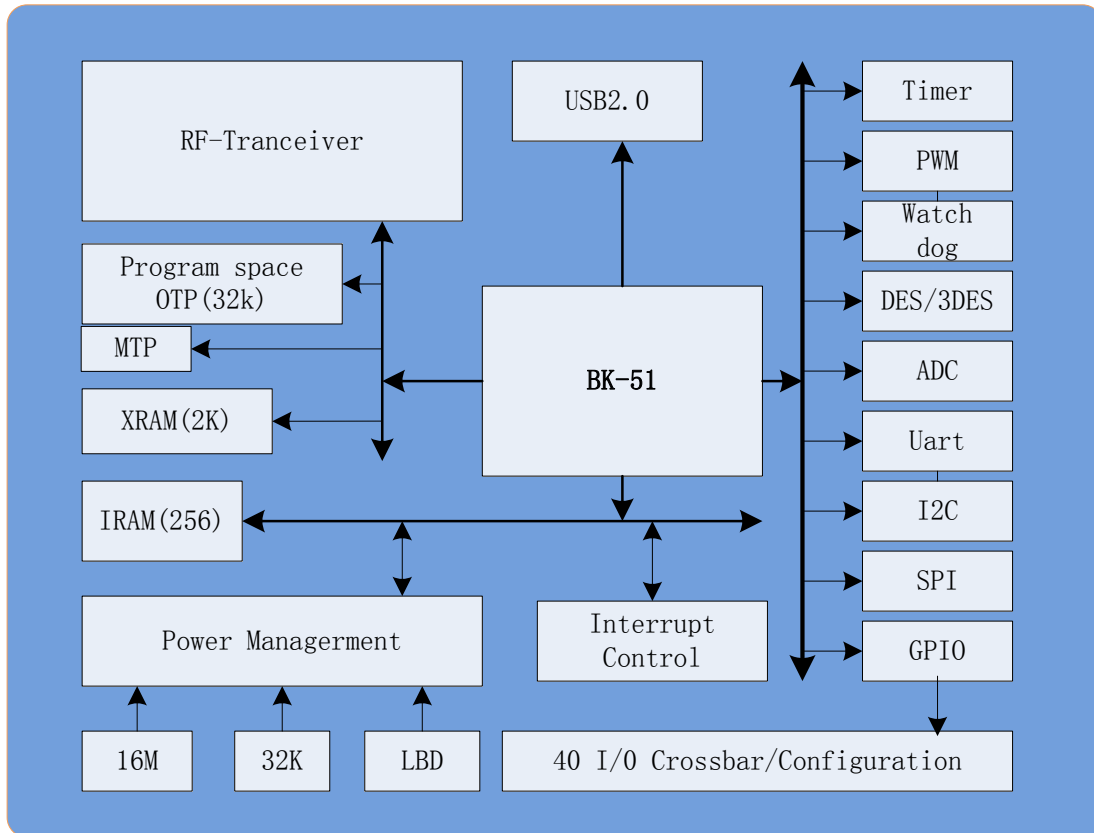 RF-Tranceiver
USB2.0
Timer
PWM
Watch
dog
Program space
OTP(32k)
DES/3DES
MTP
BK-51
ADC
XRAM(2K)
Uart
IRAM(256)
I2C
SPI
Power Managerment
Interrupt
Control
GPIO
16M
32K
LBD
40 I/O Crossbar/Configuration